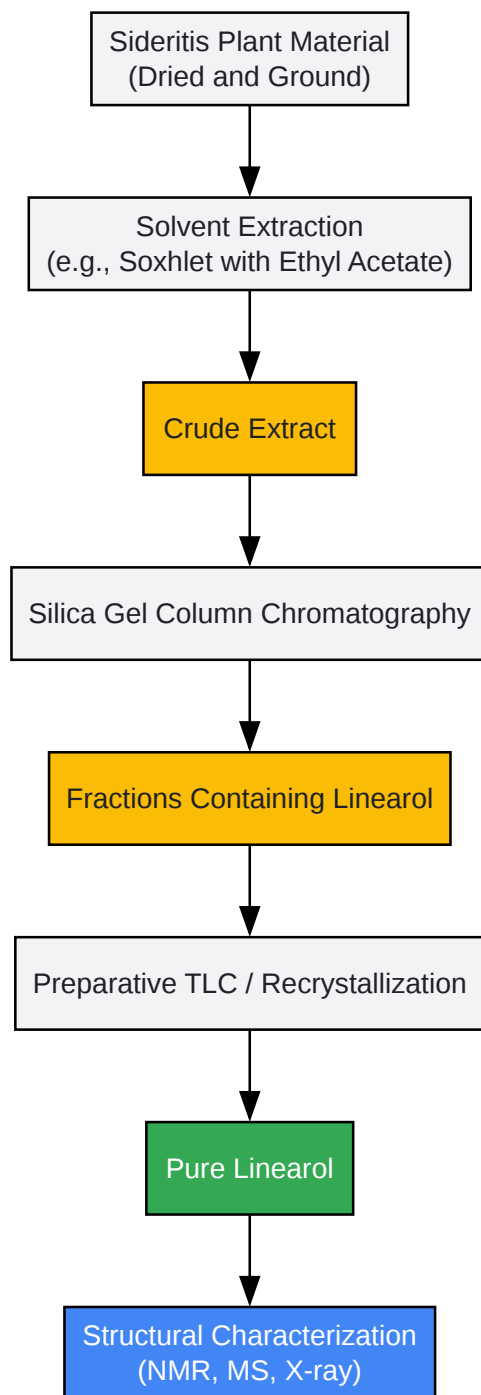 Sideritis Plant Material
(Dried and Ground)
Solvent Extraction
(e.g., Soxhlet with Ethyl Acetate)
Crude Extract
Silica Gel Column Chromatography
Fractions Containing Linearol
Preparative TLC / Recrystallization
Pure Linearol
Structural Characterization
(NMR, MS, X-ray)